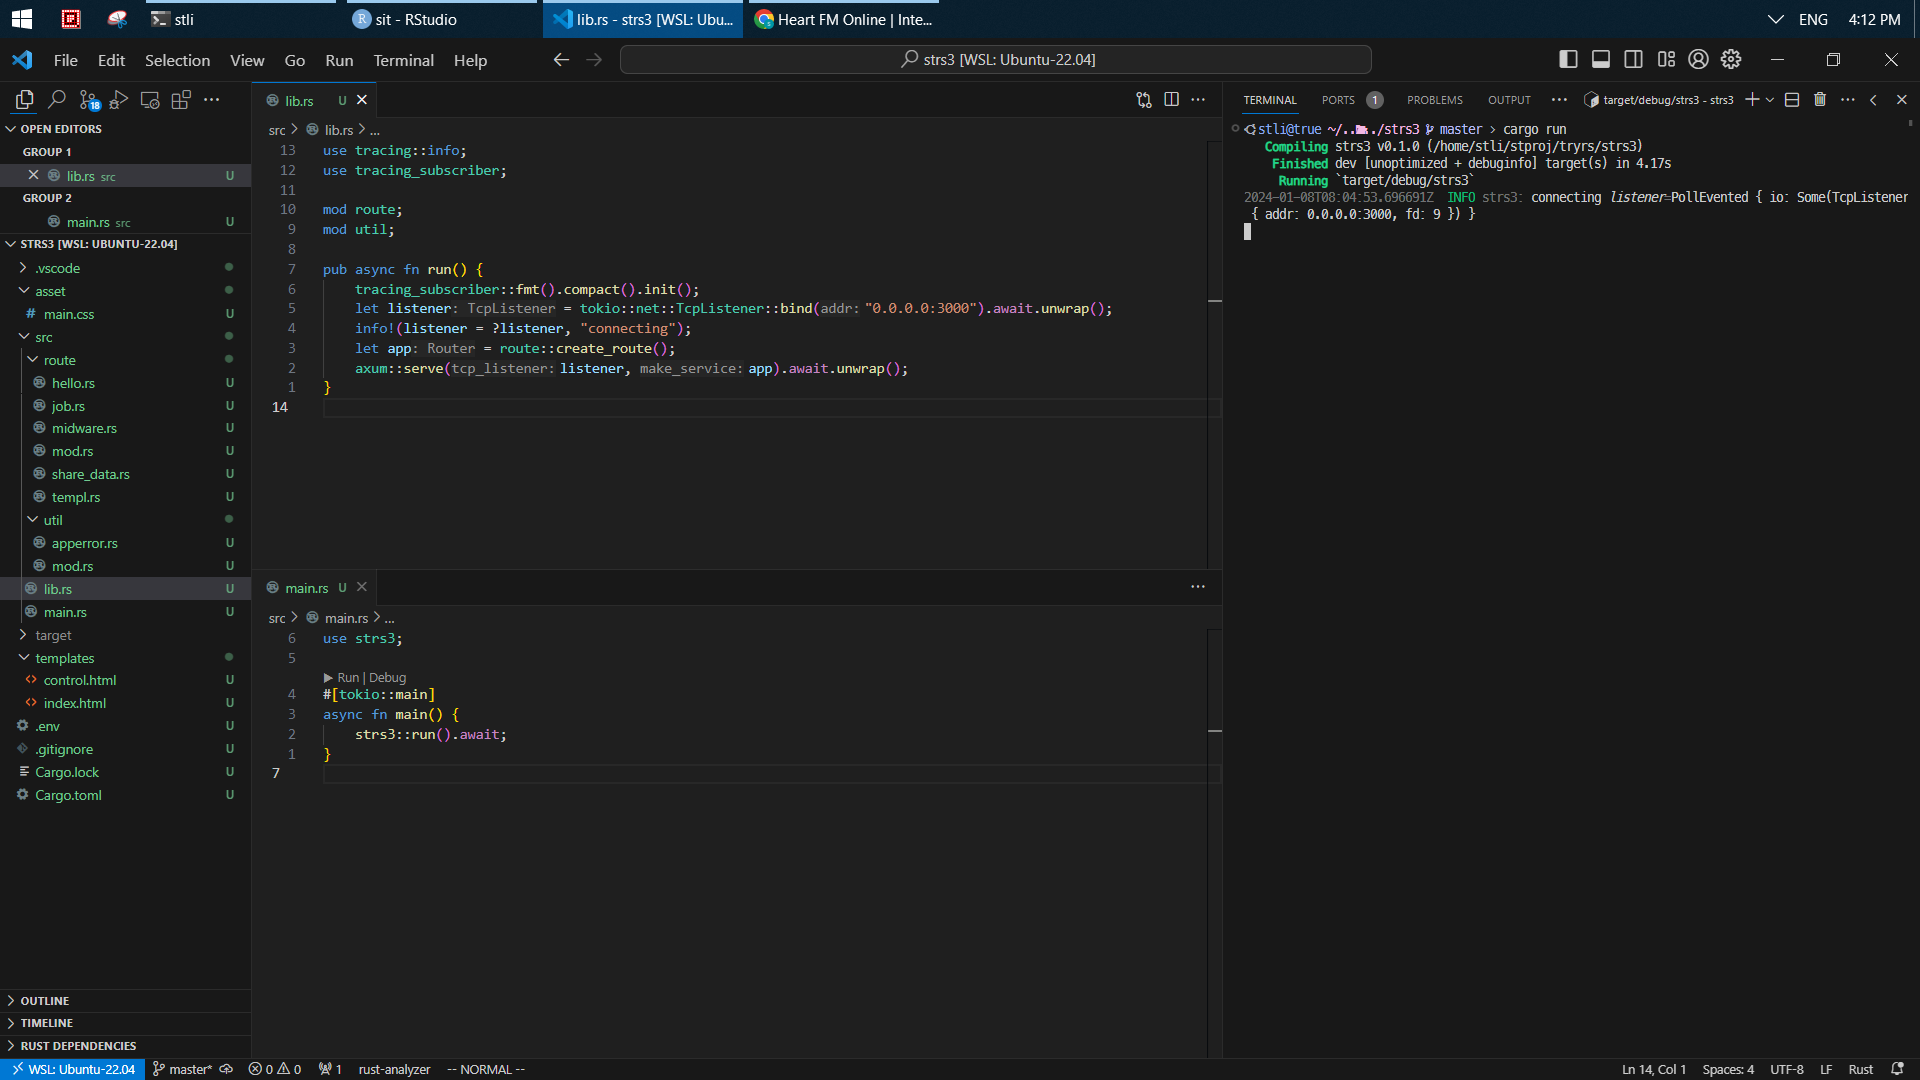 stli
sit - RStudio
lib.rs - strs3 [WSL: Ubu...
Heart FM Online | Inte...
ENG
4:12 PM
File Edit Selection View Go Run Terminal Help
strs3 [WSL: Ubuntu-22.04]
18
OPEN EDITORS
GROUP 1
lib.rs src U
GROUP 2
main.rs src U
STRS3 [WSL: UBUNTU-22.04]
.vscode
asset
main.css U
src
route
hello.rs U
job.rs U
midware.rs U
mod.rs U
share_data.rs U
templ.rs U
util
apperror.rs U
mod.rs U
lib.rs U
main.rs U
target
templates
control.html U
index.html U
.env U
.gitignore U
Cargo.lock U
Cargo.toml U
OUTLINE
TIMELINE
RUST DEPENDENCIES
lib.rs U
src > lib.rs > ...
13 use tracing::info;
12 use tracing_subscriber;
11
10 mod route;
9 mod util;
8
7 pub async fn run() {
6 tracing_subscriber::fmt().compact().init();
5 let listener: TcpListener = tokio::net::TcpListener::bind(addr: "0.0.0.0:3000").await.unwrap();
4 info!(listener = ?listener, "connecting");
3 let app: Router = route::create_route();
2 axum::serve(tcp_listener: listener, make_service: app).await.unwrap();
1 }
14
main.rs U
src > main.rs > ...
6 use strs3;
5
Run | Debug
4 #[tokio::main]
3 async fn main() {
2 strs3::run().await;
1 }
7
TERMINAL PORTS 1 PROBLEMS OUTPUT
target/debug/strs3 - strs3
stli@true ~/../strs3 master > cargo run
Compiling strs3 v0.1.0 (/home/stli/stproj/tryrs/strs3)
Finished dev [unoptimized + debuginfo] target(s) in 4.17s
Running `target/debug/strs3`
2024-01-08T08:04:53.696691Z INFO strs3: connecting listener=PollEvented { io: Some(TcpListener
{ addr: 0.0.0.0:3000, fd: 9 }) }
WSL: Ubuntu-22.04
master*
0 0
1
rust-analyzer
-- NORMAL --
Ln 14, Col 1
Spaces: 4
UTF-8
LF
Rust